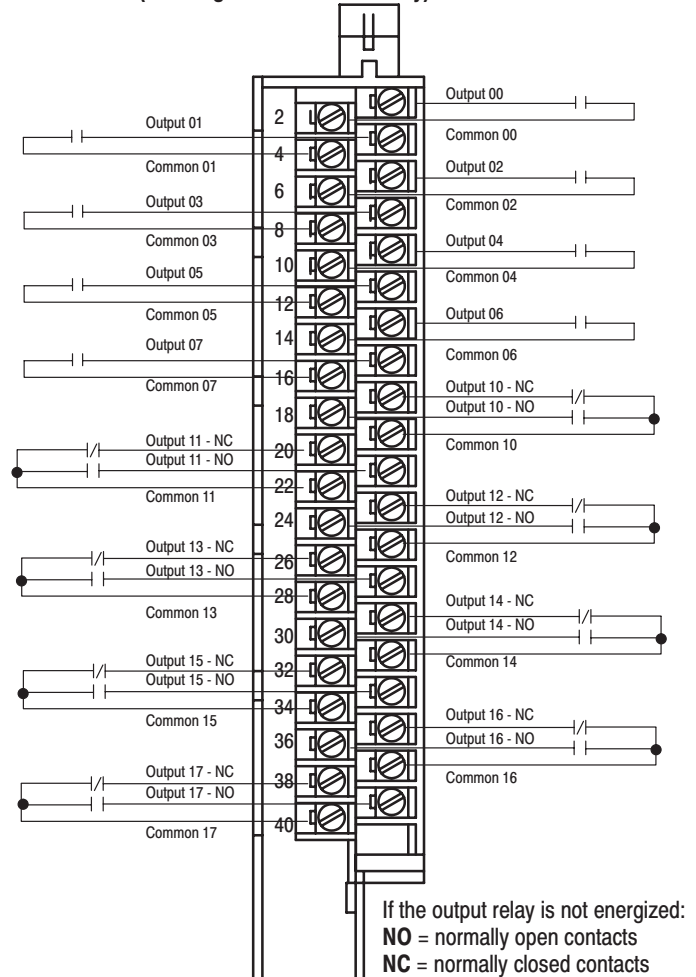 Output 00
2
Output 01
Common 00
4
Common 01
Output 02
6
Output 03
Common 02
8
Common 03
Output 04
10
Output 05
Common 04
12
Common 05
Output 06
14
Output 07
Common 06
16
Common 07
Output 10 - NC
18
Output 10 - NO
Output 11 - NC
20
Common 10
Output 11 - NO
22
Common 11
Output 12 - NC
24
Output 12 - NO
Output 13 - NC
26
Common 12
Output 13 - NO
28
Common 13
Output 14 - NC
30
Output 14 - NO
Output 15 - NC
32
Common 14
Output 15 - NO
34
Common 15
Output 16 - NC
36
Output 16 - NO
Output 17 - NC
38
Common 16
Output 17 - NO
40
Common 17
If the output relay is not energized:
NO = normally open contacts
NC = normally closed contacts